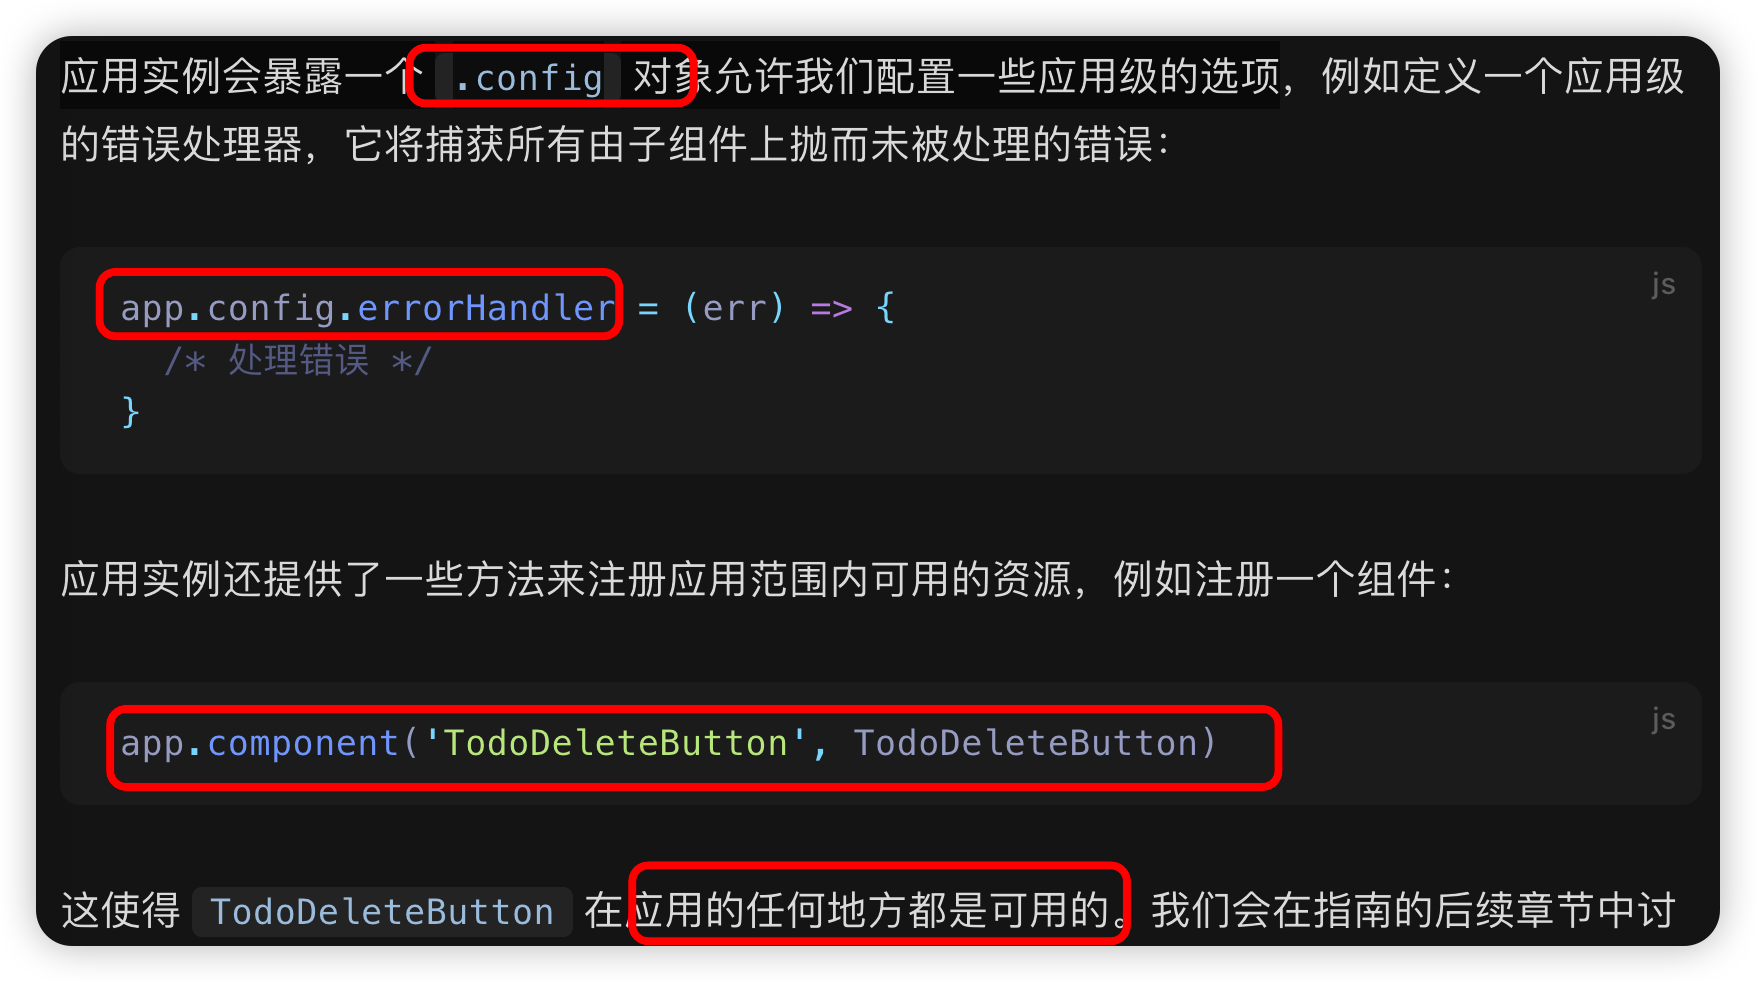 应用实例会暴露一个 .config 对象允许我们配置一些应用级的选项，例如定义一个应用级
的错误处理器，它将捕获所有由子组件上抛而未被处理的错误：
js
app.config.errorHandler = (err) => {
  /* 处理错误 */
}
应用实例还提供了一些方法来注册应用范围内可用的资源，例如注册一个组件：
js
app.component('TodoDeleteButton', TodoDeleteButton)
这使得 TodoDeleteButton 在应用的任何地方都是可用的。我们会在指南的后续章节中讨